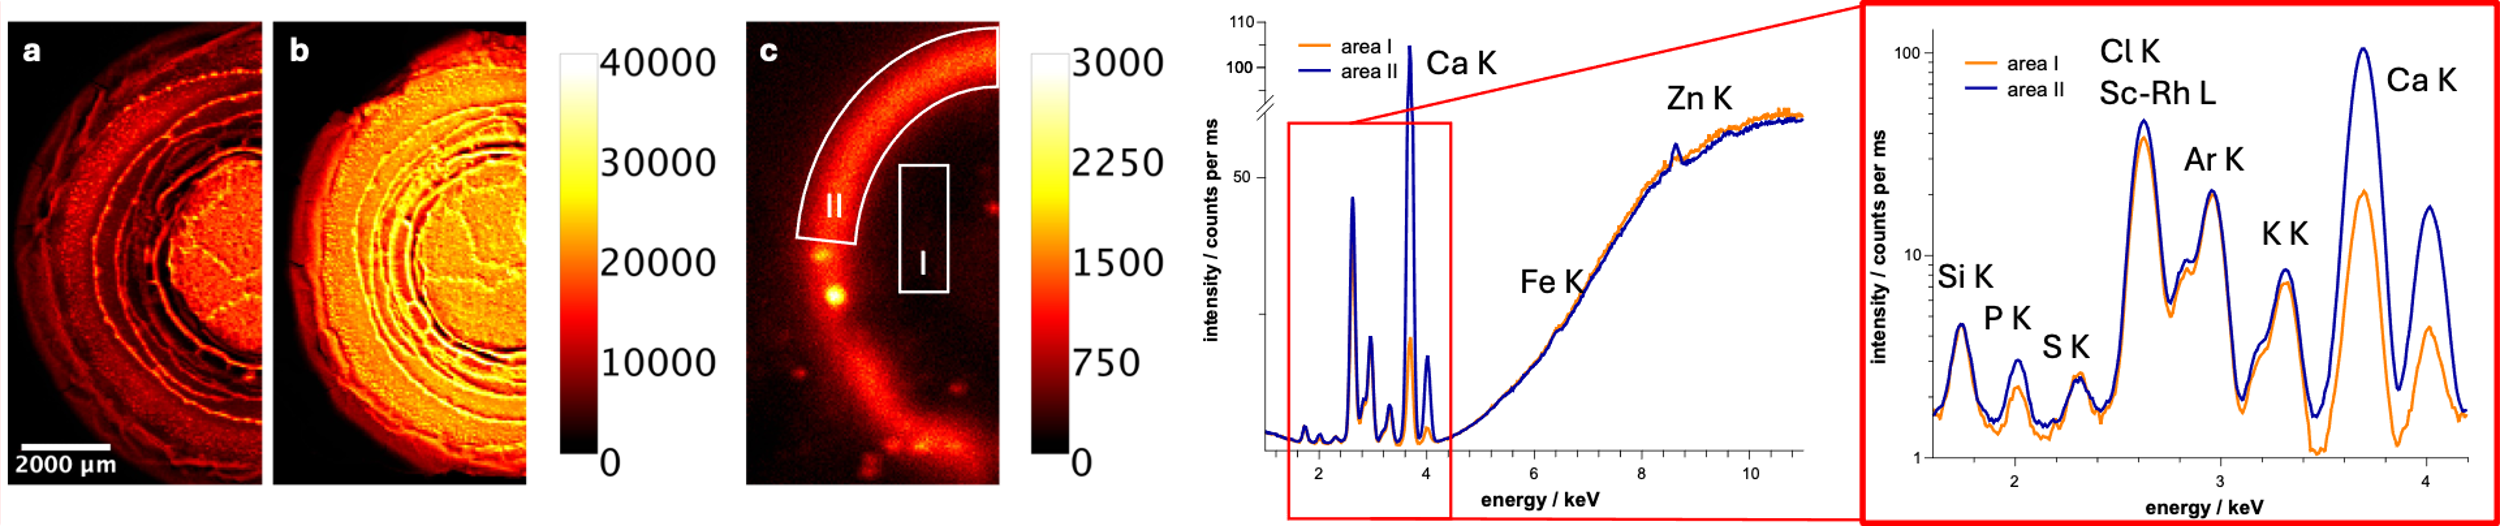 a
2000 µm
b
40000
30000
20000
10000
0
c
II
I
3000
2250
1500
750
0
intensity / counts per ms
110
100
50
area I
area II
Ca K
Zn K
Fe K
2
4
6
8
10
energy / keV
intensity / counts per ms
100
10
1
area I
area II
Cl K
Sc-Rh L
Ca K
Ar K
K K
Si K
P K
S K
2
3
4
energy / keV